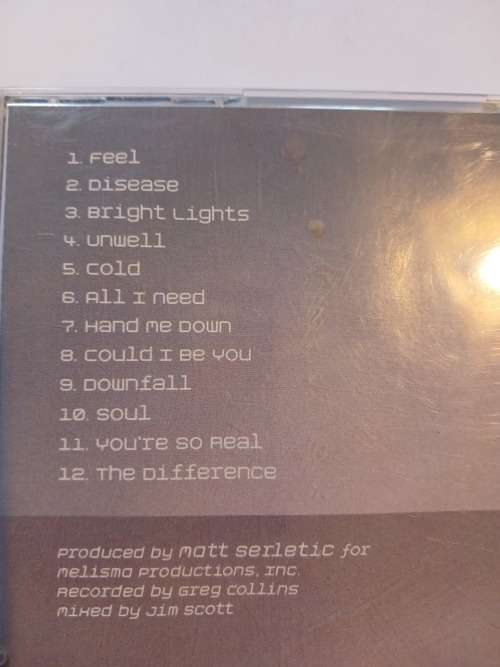 1. Feel
2. Disease
3. Bright Lights
4. Unwell
5. Cold
6. All I Need
7. Hand Me Down
8. Could I Be You
9. Downfall
10. Soul
11. You're So Real
12. The Difference
Produced by Matt Serletic for
Melisma Productions, Inc.
Recorded by Greg Collins
Mixed by Jim Scott